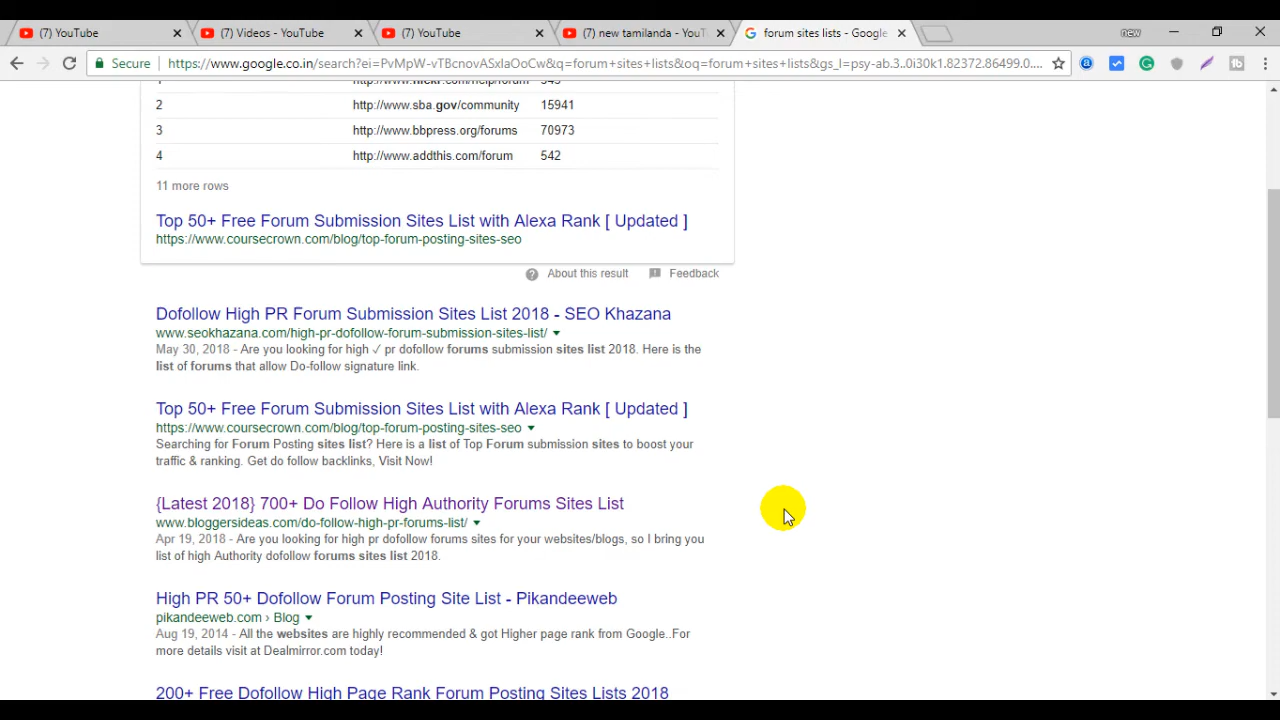 (7) YouTube
(7) Videos - YouTube
(7) YouTube
(7) new tamilanda - YouT
forum sites lists - Google
new
Secure
https://www.google.co.in/search?ei=PvMpW-vTBcnovASxlaOoCw&q=forum+sites+lists&oq=forum+sites+lists&gs_l=psy-ab.3..0i30k1.82372.86499.0....
2 http://www.sba.gov/community 15941
3 http://www.bbpress.org/forums 70973
4 http://www.addthis.com/forum 542
11 more rows
Top 50+ Free Forum Submission Sites List with Alexa Rank [ Updated ]
https://www.coursecrown.com/blog/top-forum-posting-sites-seo
About this result Feedback
Dofollow High PR Forum Submission Sites List 2018 - SEO Khazana
www.seokhazana.com/high-pr-dofollow-forum-submission-sites-list/
May 30, 2018 - Are you looking for high ✓ pr dofollow forums submission sites list 2018. Here is the
list of forums that allow Do-follow signature link.
Top 50+ Free Forum Submission Sites List with Alexa Rank [ Updated ]
https://www.coursecrown.com/blog/top-forum-posting-sites-seo
Searching for Forum Posting sites list? Here is a list of Top Forum submission sites to boost your
traffic & ranking. Get do follow backlinks, Visit Now!
{Latest 2018} 700+ Do Follow High Authority Forums Sites List
www.bloggersideas.com/do-follow-high-pr-forums-list/
Apr 19, 2018 - Are you looking for high pr dofollow forums sites for your websites/blogs, so I bring you
list of high Authority dofollow forums sites list 2018.
High PR 50+ Dofollow Forum Posting Site List - Pikandeeweb
pikandeeweb.com › Blog
Aug 19, 2014 - All the websites are highly recommended & got Higher page rank from Google..For
more details visit at Dealmirror.com today!
200+ Free Dofollow High Page Rank Forum Posting Sites Lists 2018